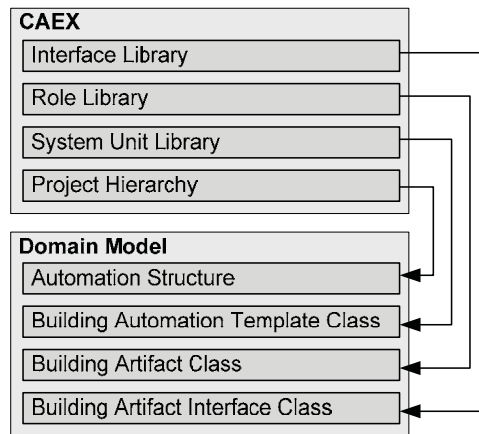 CAEX
Interface Library
Role Library
System Unit Library
Project Hierarchy
Domain Model
Automation Structure
Building Automation Template Class
Building Artifact Class
Building Artifact Interface Class